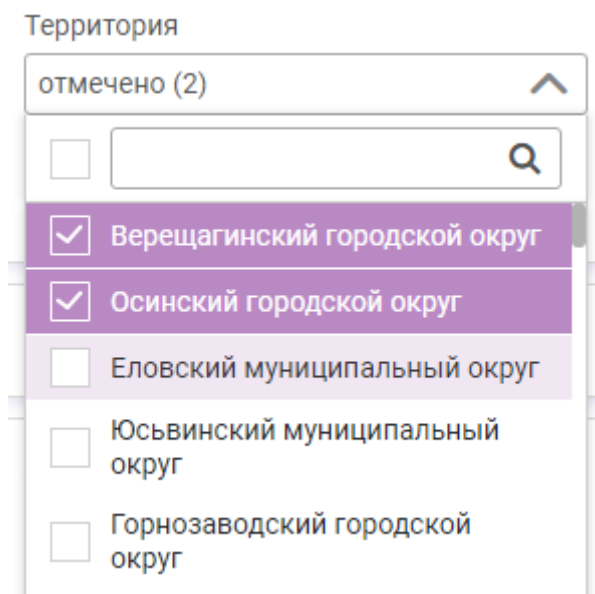 Территория
отмечено (2)
Верещагинский городской округ
Осинский городской округ
Еловский муниципальный округ
Юсьвинский муниципальный
округ
Горнозаводский городской
округ